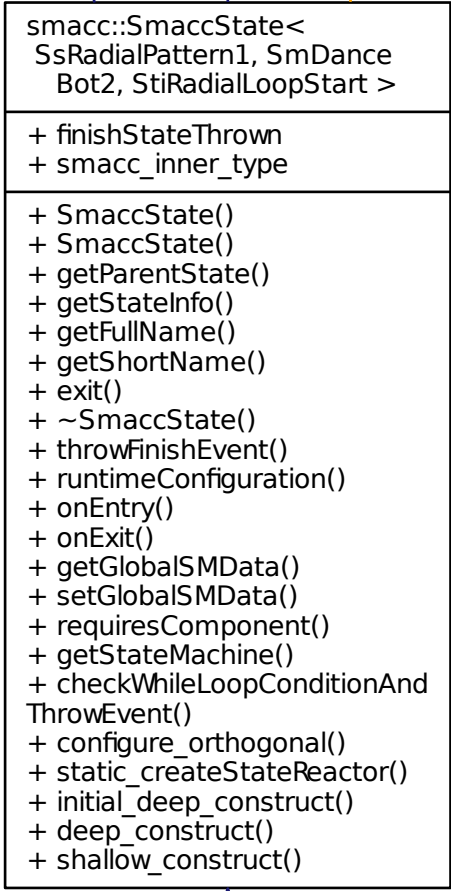 smacc::SmaccState<
SsRadialPattern1, SmDance
Bot2, StiRadialLoopStart >
+ finishStateThrown
+ smacc_inner_type
+ SmaccState()
+ SmaccState()
+ getParentState()
+ getStateInfo()
+ getFullName()
+ getShortName()
+ exit()
+ ~SmaccState()
+ throwFinishEvent()
+ runtimeConfiguration()
+ onEntry()
+ onExit()
+ getGlobalSMData()
+ setGlobalSMData()
+ requiresComponent()
+ getStateMachine()
+ checkWhileLoopConditionAnd
ThrowEvent()
+ configure_orthogonal()
+ static_createStateReactor()
+ initial_deep_construct()
+ deep_construct()
+ shallow_construct()